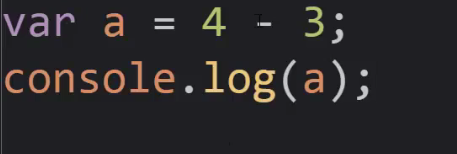 var a = 4 - 3;
console.log(a);